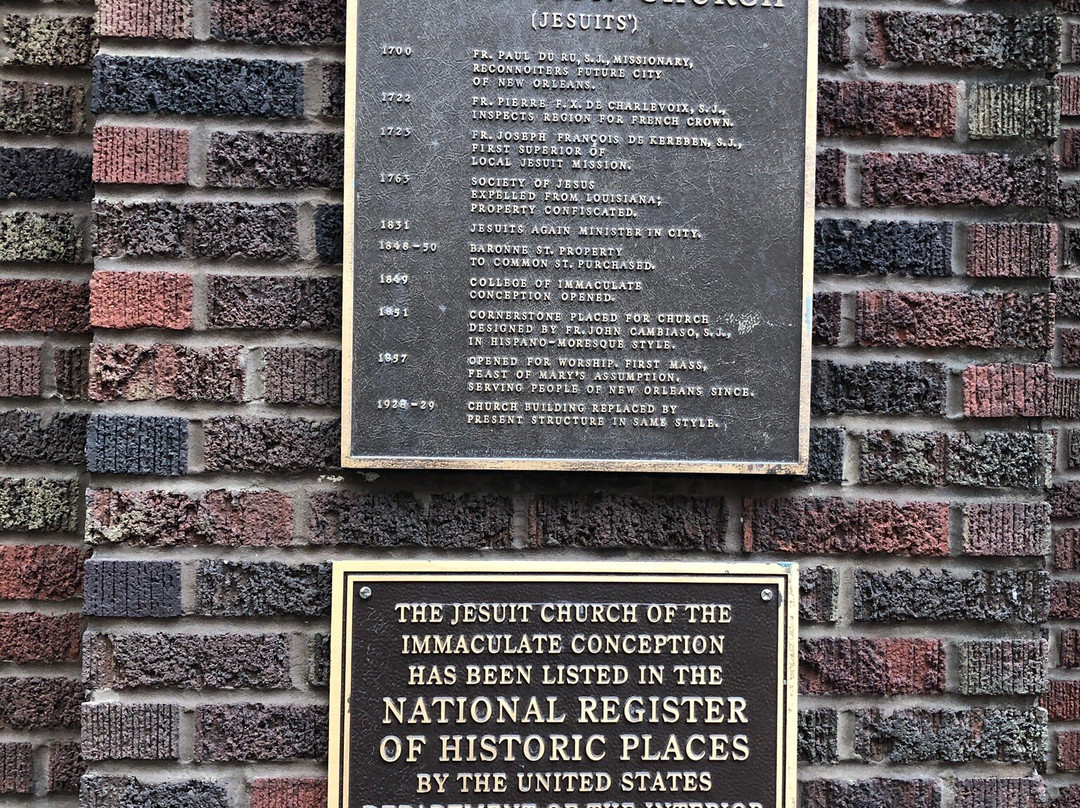 CHURCH
(JESUITS')
1700 FR. PAUL DU RU, S.J., MISSIONARY,
RECONNOITERS FUTURE CITY
OF NEW ORLEANS.
1722 FR. PIERRE F. X. DE CHARLEVOIX, S.J.,
INSPECTS REGION FOR FRENCH CROWN.
1725 FR. JOSEPH FRANÇOIS DE KEREBEN, S.J.,
FIRST SUPERIOR OF
LOCAL JESUIT MISSION.
1763 SOCIETY OF JESUS
EXPELLED FROM LOUISIANA;
PROPERTY CONFISCATED.
1831 JESUITS AGAIN MINISTER IN CITY.
1848-50 BARONNE ST. PROPERTY
TO COMMON ST. PURCHASED.
1849 COLLEGE OF IMMACULATE
CONCEPTION OPENED.
1851 CORNERSTONE PLACED FOR CHURCH
DESIGNED BY FR. JOHN CAMBIASO, S.J.,
IN HISPANO-MORESQUE STYLE.
1857 OPENED FOR WORSHIP. FIRST MASS,
FEAST OF MARY'S ASSUMPTION,
SERVING PEOPLE OF NEW ORLEANS SINCE.
1928-29 CHURCH BUILDING REPLACED BY
PRESENT STRUCTURE IN SAME STYLE.
THE JESUIT CHURCH OF THE
IMMACULATE CONCEPTION
HAS BEEN LISTED IN THE
NATIONAL REGISTER
OF HISTORIC PLACES
BY THE UNITED STATES
DEPARTMENT OF THE INTERIOR